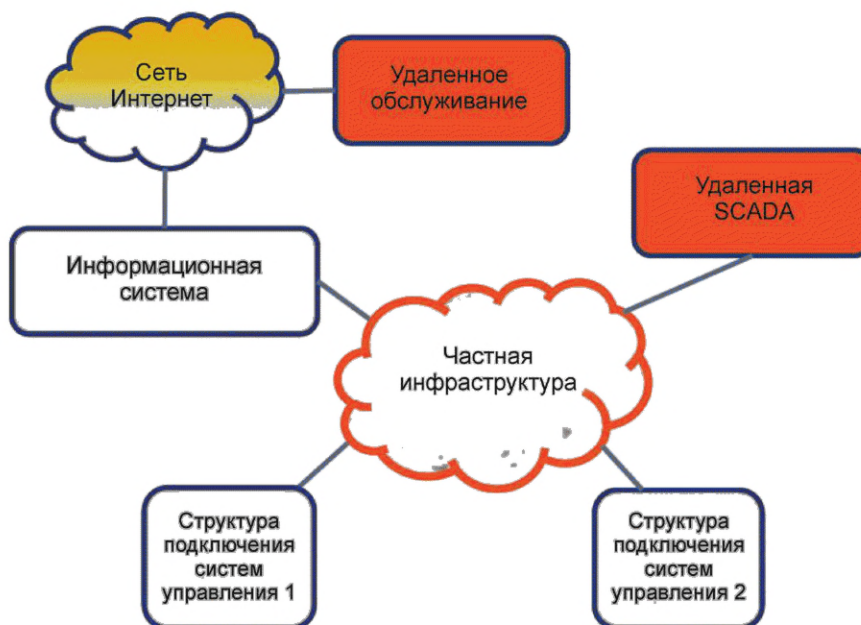 Сеть
Интернет
Удаленное
обслуживание
Удаленная
SCADA
Информационная
система
Частная
инфраструктура
Структура
подключения
систем
управления 1
Структура
подключения
систем
управления 2